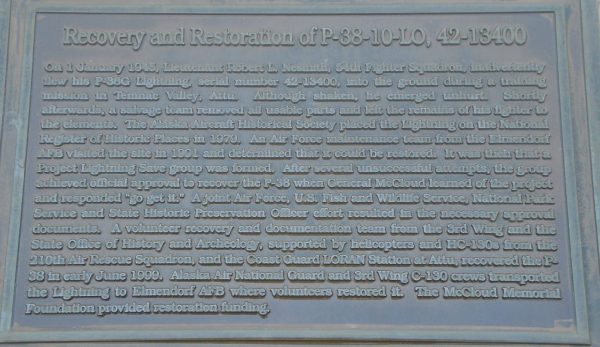 Recovery and Restoration of P-38-10-LO, 42-13400
On 1 January 1945, Lieutenant Robert L. Nesmith, 54th Fighter Squadron, inadvertently
flew his P-38G Lightning, serial number 42-13400, into the ground during a training
mission in Temnac Valley, Attu. Although shaken, he emerged unhurt. Shortly
afterwards, a salvage team removed all usable parts and left the remains of his fighter to
the elements. The Alaska Aircraft Historical Society placed the Lightning on the National
Register of Historic Places in 1979. An Air Force maintenance team from the Elmendorf
AFB visited the site in 1991 and determined that it could be restored. It was then that a
Project Lightning Save group was formed. After several unsuccessful attempts, the group
achieved official approval to recover the P-38 when General McCloud learned of the project
and responded "go get it." A joint Air Force, U.S. Fish and Wildlife Service, National Park
Service and State Historic Preservation Officer effort resulted in the necessary approval
documents. A volunteer recovery and documentation team from the 3rd Wing and the
State Office of History and Archeology, supported by helicopters and HC-130s from the
210th Air Rescue Squadron, and the Coast Guard LORAN Station at Attu, recovered the P-
38 in early June 1999. Alaska Air National Guard and 3rd Wing C-130 crews transported
the Lightning to Elmendorf AFB where volunteers restored it. The McCloud Memorial
Foundation provided restoration funding.